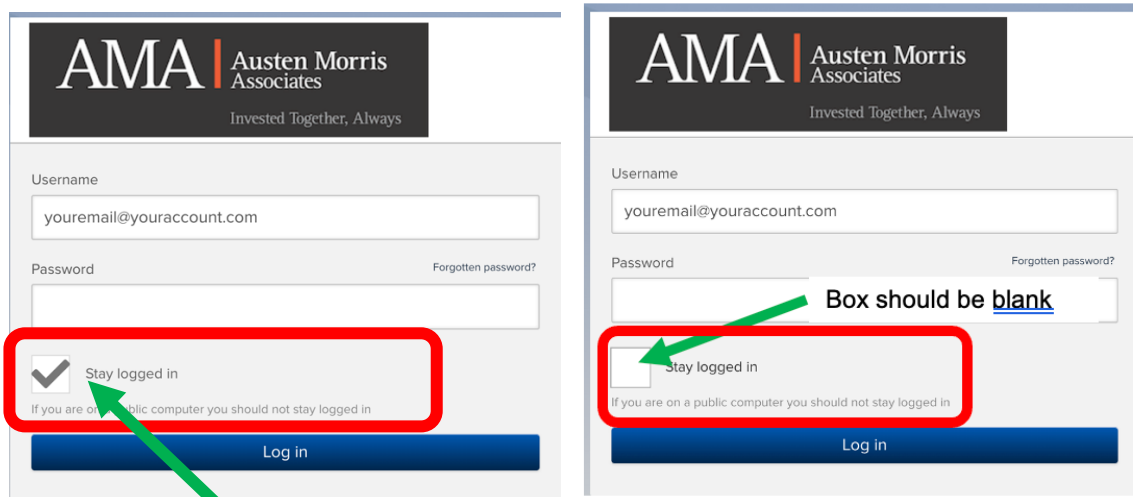 AMA | Austen Morris
Associates
Invested Together, Always
Username
youremail@youraccount.com
Password
Forgotten password?
Stay logged in
If you are on a public computer you should not stay logged in
Log in
AMA | Austen Morris
Associates
Invested Together, Always
Username
youremail@youraccount.com
Password
Forgotten password?
Box should be blank
Stay logged in
If you are on a public computer you should not stay logged in
Log in